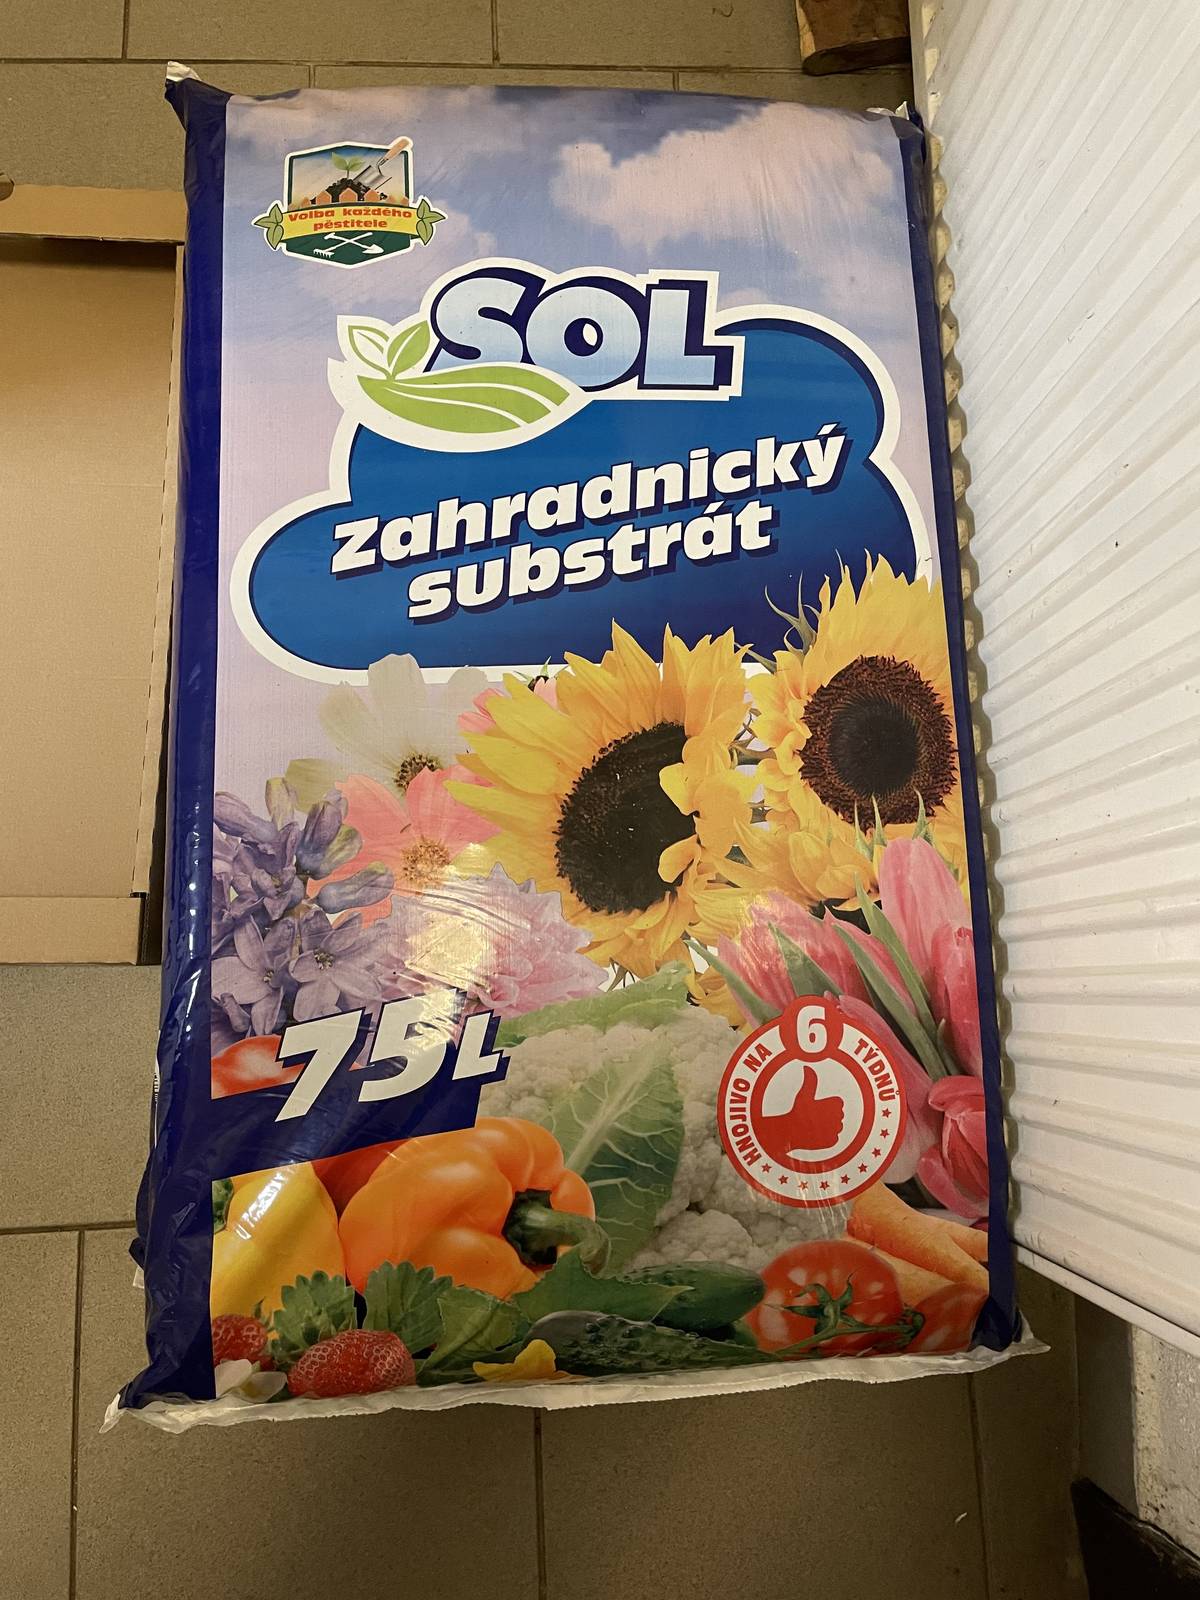 Volba každého
pěstitele
SOL
Zahradnický
substrát
75L
HNOJIVO NA 6 TÝDNŮ